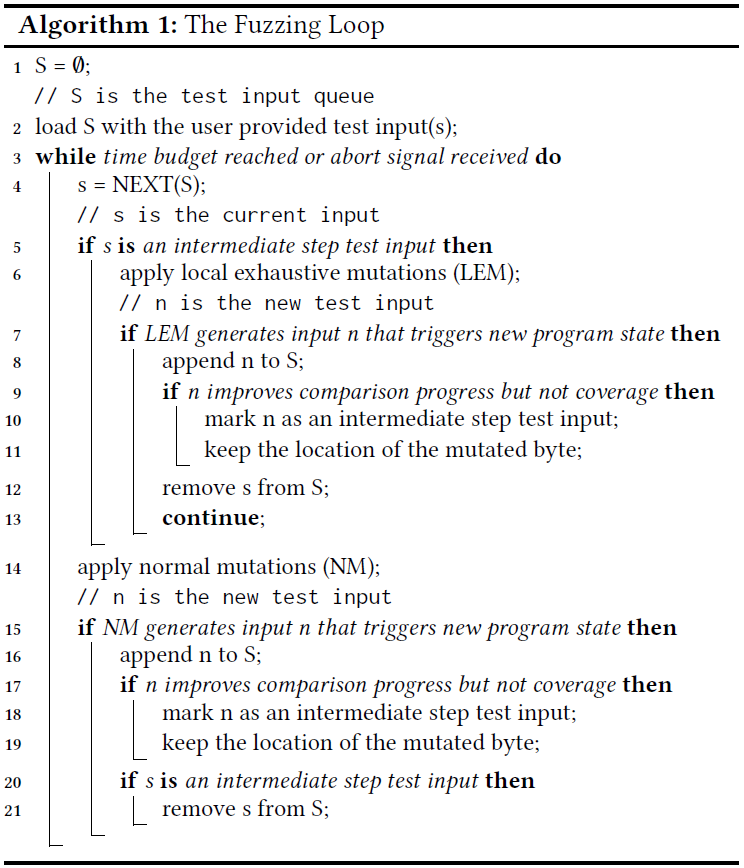 Algorithm 1: The Fuzzing Loop
1 S = ∅;
// S is the test input queue
2 load S with the user provided test input(s);
3 while time budget reached or abort signal received do
4 s = NEXT(S);
// s is the current input
5 if s is an intermediate step test input then
6 apply local exhaustive mutations (LEM);
// n is the new test input
7 if LEM generates input n that triggers new program state then
8 append n to S;
9 if n improves comparison progress but not coverage then
10 mark n as an intermediate step test input;
11 keep the location of the mutated byte;
12 remove s from S;
13 continue;
14 apply normal mutations (NM);
// n is the new test input
15 if NM generates input n that triggers new program state then
16 append n to S;
17 if n improves comparison progress but not coverage then
18 mark n as an intermediate step test input;
19 keep the location of the mutated byte;
20 if s is an intermediate step test input then
21 remove s from S;